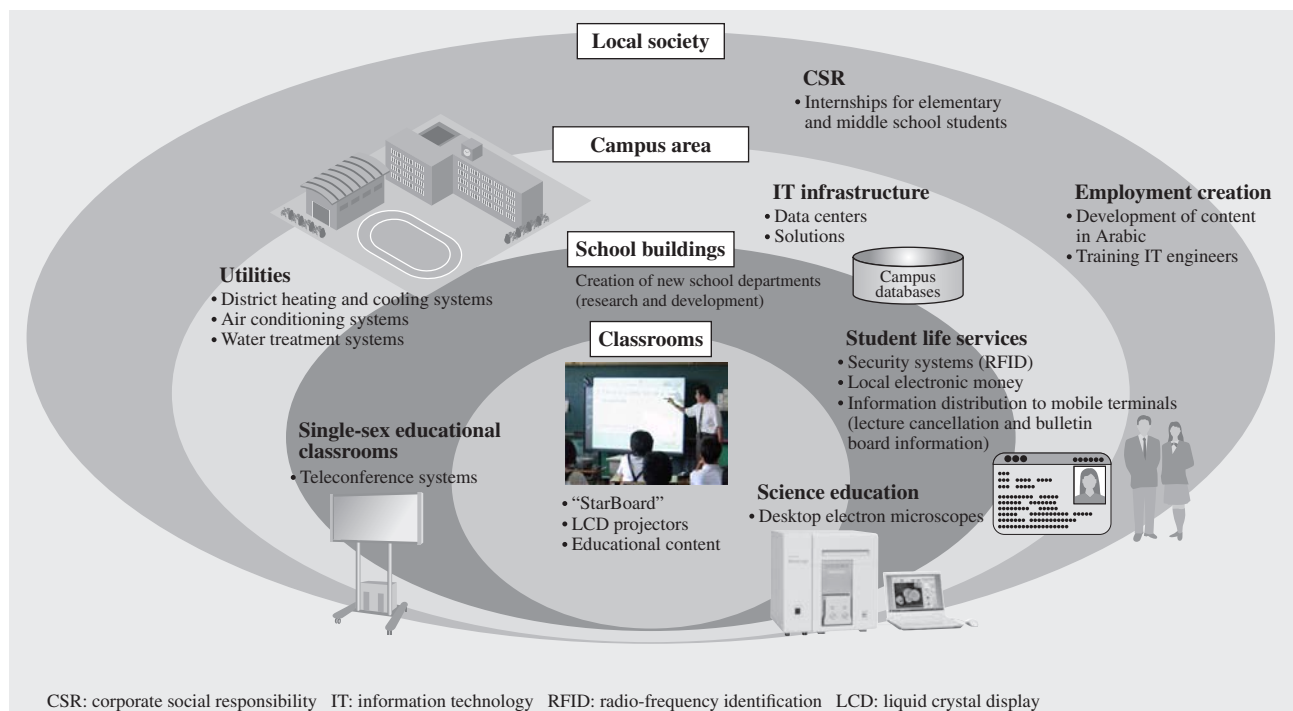 Local society
CSR
• Internships for elementary
and middle school students
Campus area
IT infrastructure
• Data centers
• Solutions
Employment creation
• Development of content
in Arabic
• Training IT engineers
School buildings
Creation of new school departments
(research and development)
Campus
databases
Utilities
• District heating and cooling systems
• Air conditioning systems
• Water treatment systems
Classrooms
Student life services
• Security systems (RFID)
• Local electronic money
• Information distribution to mobile terminals
(lecture cancellation and bulletin
board information)
Single-sex educational
classrooms
• Teleconference systems
• “StarBoard”
• LCD projectors
• Educational content
Science education
• Desktop electron microscopes
CSR: corporate social responsibility IT: information technology RFID: radio-frequency identification LCD: liquid crystal display